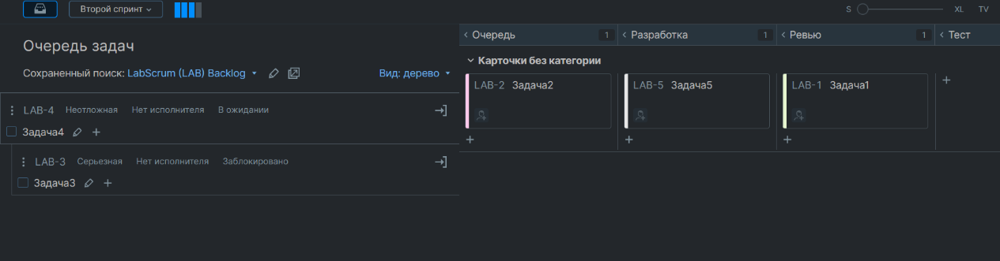 Второй спринт
S XL TV
Очередь задач
Сохраненный поиск: LabScrum (LAB) Backlog
Вид: дерево
LAB-4 Неотложная Нет исполнителя В ожидании
Задача4
LAB-3 Серьезная Нет исполнителя Заблокировано
Задача3
Очередь 1
Разработка 1
Ревью 1
Тест
Карточки без категории
LAB-2 Задача2
LAB-5 Задача5
LAB-1 Задача1